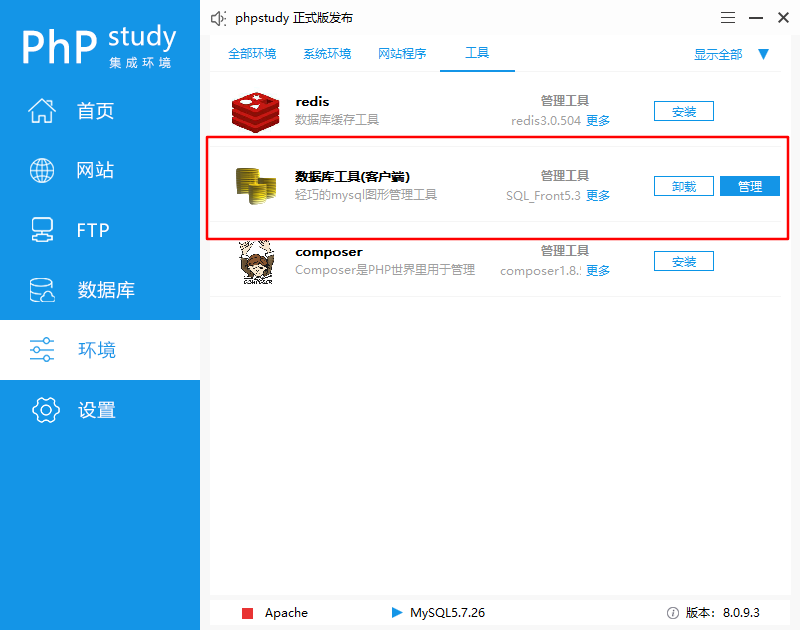 phpstudy 正式版发布
PhP study
集成环境
首页
网站
FTP
数据库
环境
设置
全部环境 系统环境 网站程序 工具 显示全部
redis
数据库缓存工具
管理工具
redis3.0.504 更多
安装
数据库工具(客户端)
轻巧的mysql图形管理工具
管理工具
SQL_Front5.3 更多
卸载 管理
composer
Composer是PHP世界里用于管理
管理工具
composer1.8.5 更多
安装
COMPOSER
Apache MySQL5.7.26 版本: 8.0.9.3